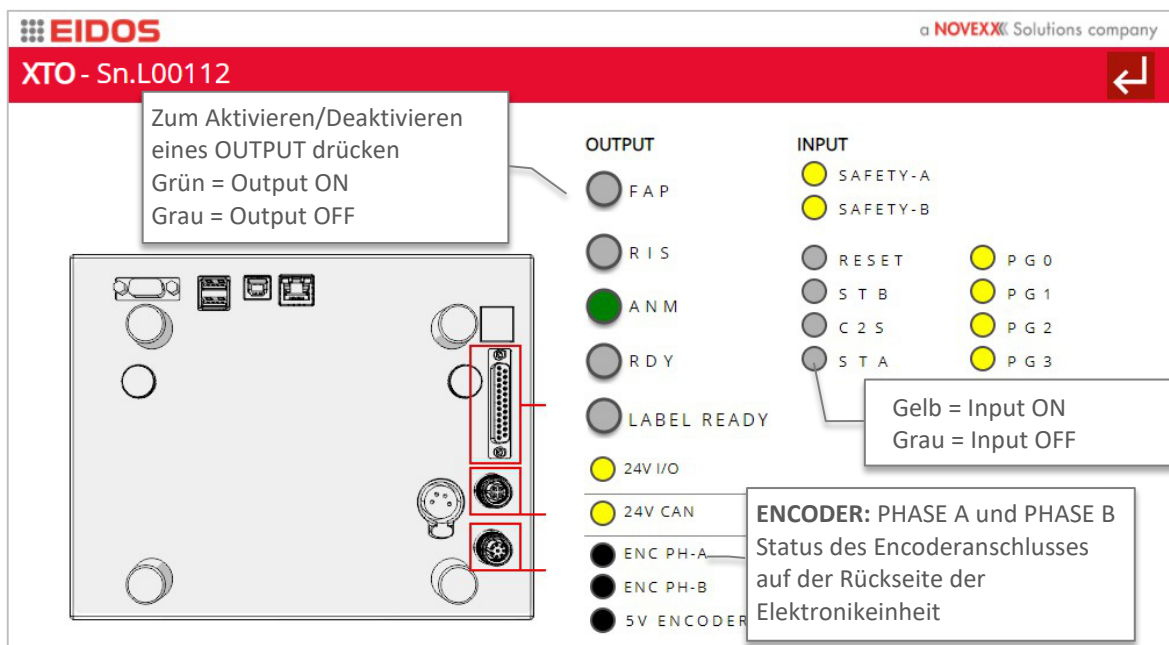 EIDOS
a NOVEXX Solutions company
XTO - Sn.L00112
Zum Aktivieren/Deaktivieren
eines OUTPUT drücken
Grün = Output ON
Grau = Output OFF
OUTPUT
FAP
RIS
ANM
RDY
LABEL READY
24V I/O
24V CAN
ENC PH-A
ENC PH-B
5V ENCODER
INPUT
SAFETY-A
SAFETY-B
RESET
STB
C2S
STA
PG0
PG1
PG2
PG3
Gelb = Input ON
Grau = Input OFF
ENCODER: PHASE A und PHASE B
Status des Encoderanschlusses
auf der Rückseite der
Elektronikeinheit